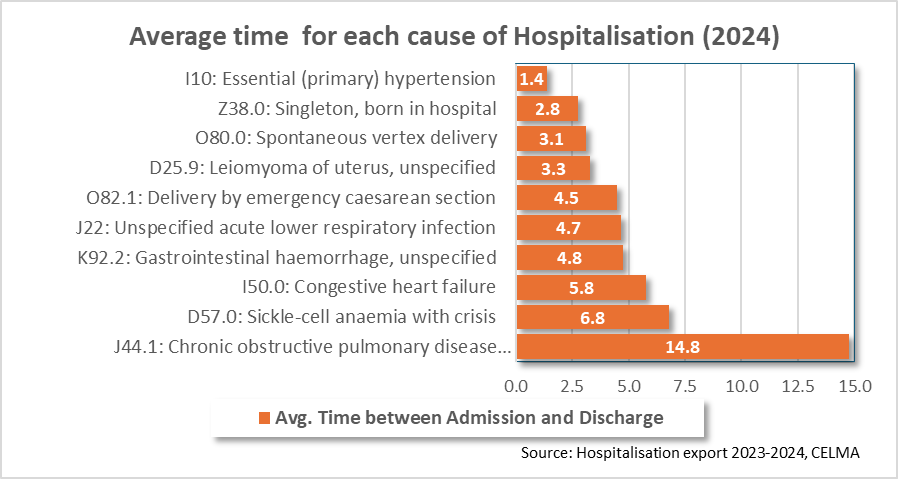 Average time for each cause of Hospitalisation (2024)
I10: Essential (primary) hypertension
1.4
Z38.0: Singleton, born in hospital
2.8
O80.0: Spontaneous vertex delivery
3.1
D25.9: Leiomyoma of uterus, unspecified
3.3
O82.1: Delivery by emergency caesarean section
4.5
J22: Unspecified acute lower respiratory infection
4.7
K92.2: Gastrointestinal haemorrhage, unspecified
4.8
I50.0: Congestive heart failure
5.8
D57.0: Sickle-cell anaemia with crisis
6.8
J44.1: Chronic obstructive pulmonary disease...
14.8
0.0 2.5 5.0 7.5 10.0 12.5 15.0
Avg. Time between Admission and Discharge
Source: Hospitalisation export 2023-2024, CELMA